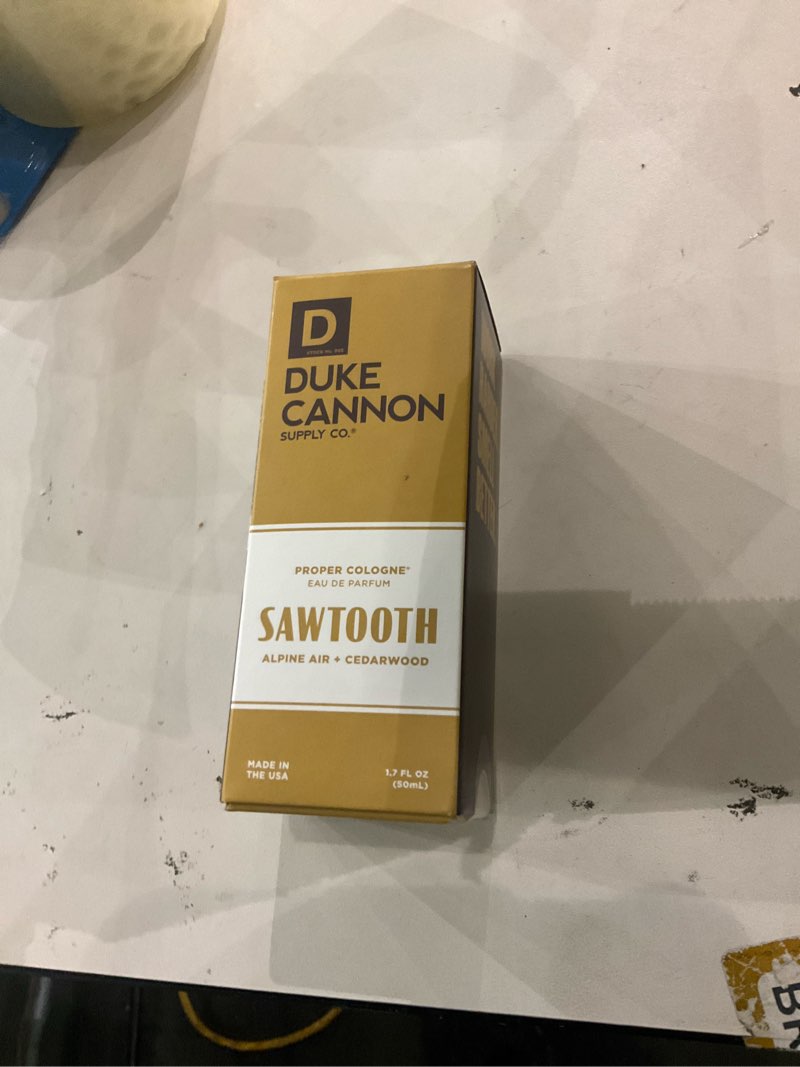 D
DUKE
CANNON
SUPPLY CO.®
PROPER COLOGNE®
EAU DE PARFUM
SAWTOOTH
ALPINE AIR + CEDARWOOD
MADE IN
THE USA
1.7 FL OZ
(50mL)